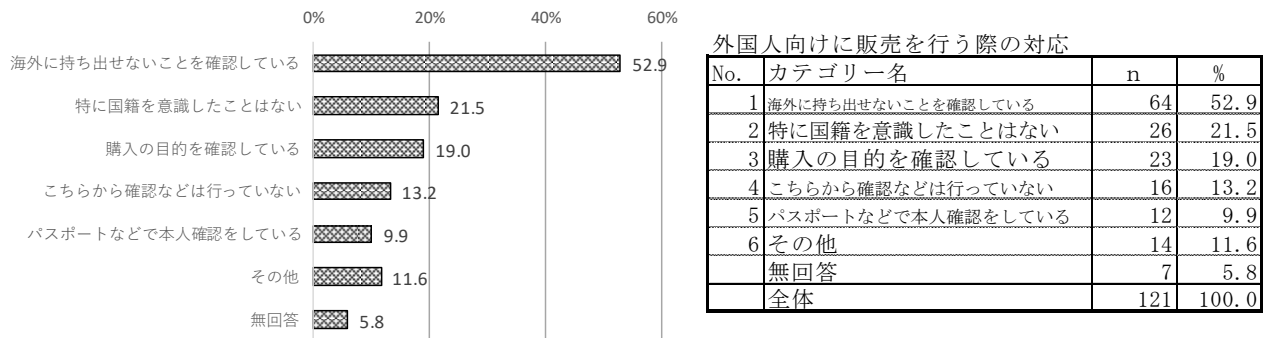 0% 20% 40% 60%
海外に持ち出せないことを確認している 52.9
特に国籍を意識したことはない 21.5
購入の目的を確認している 19.0
こちらから確認などは行っていない 13.2
パスポートなどで本人確認をしている 9.9
その他 11.6
無回答 5.8
外国人向けに販売を行う際の対応
No. カテゴリー名 n %
1 海外に持ち出せないことを確認している 64 52.9
2 特に国籍を意識したことはない 26 21.5
3 購入の目的を確認している 23 19.0
4 こちらから確認などは行っていない 16 13.2
5 パスポートなどで本人確認をしている 12 9.9
6 その他 14 11.6
無回答 7 5.8
全体 121 100.0